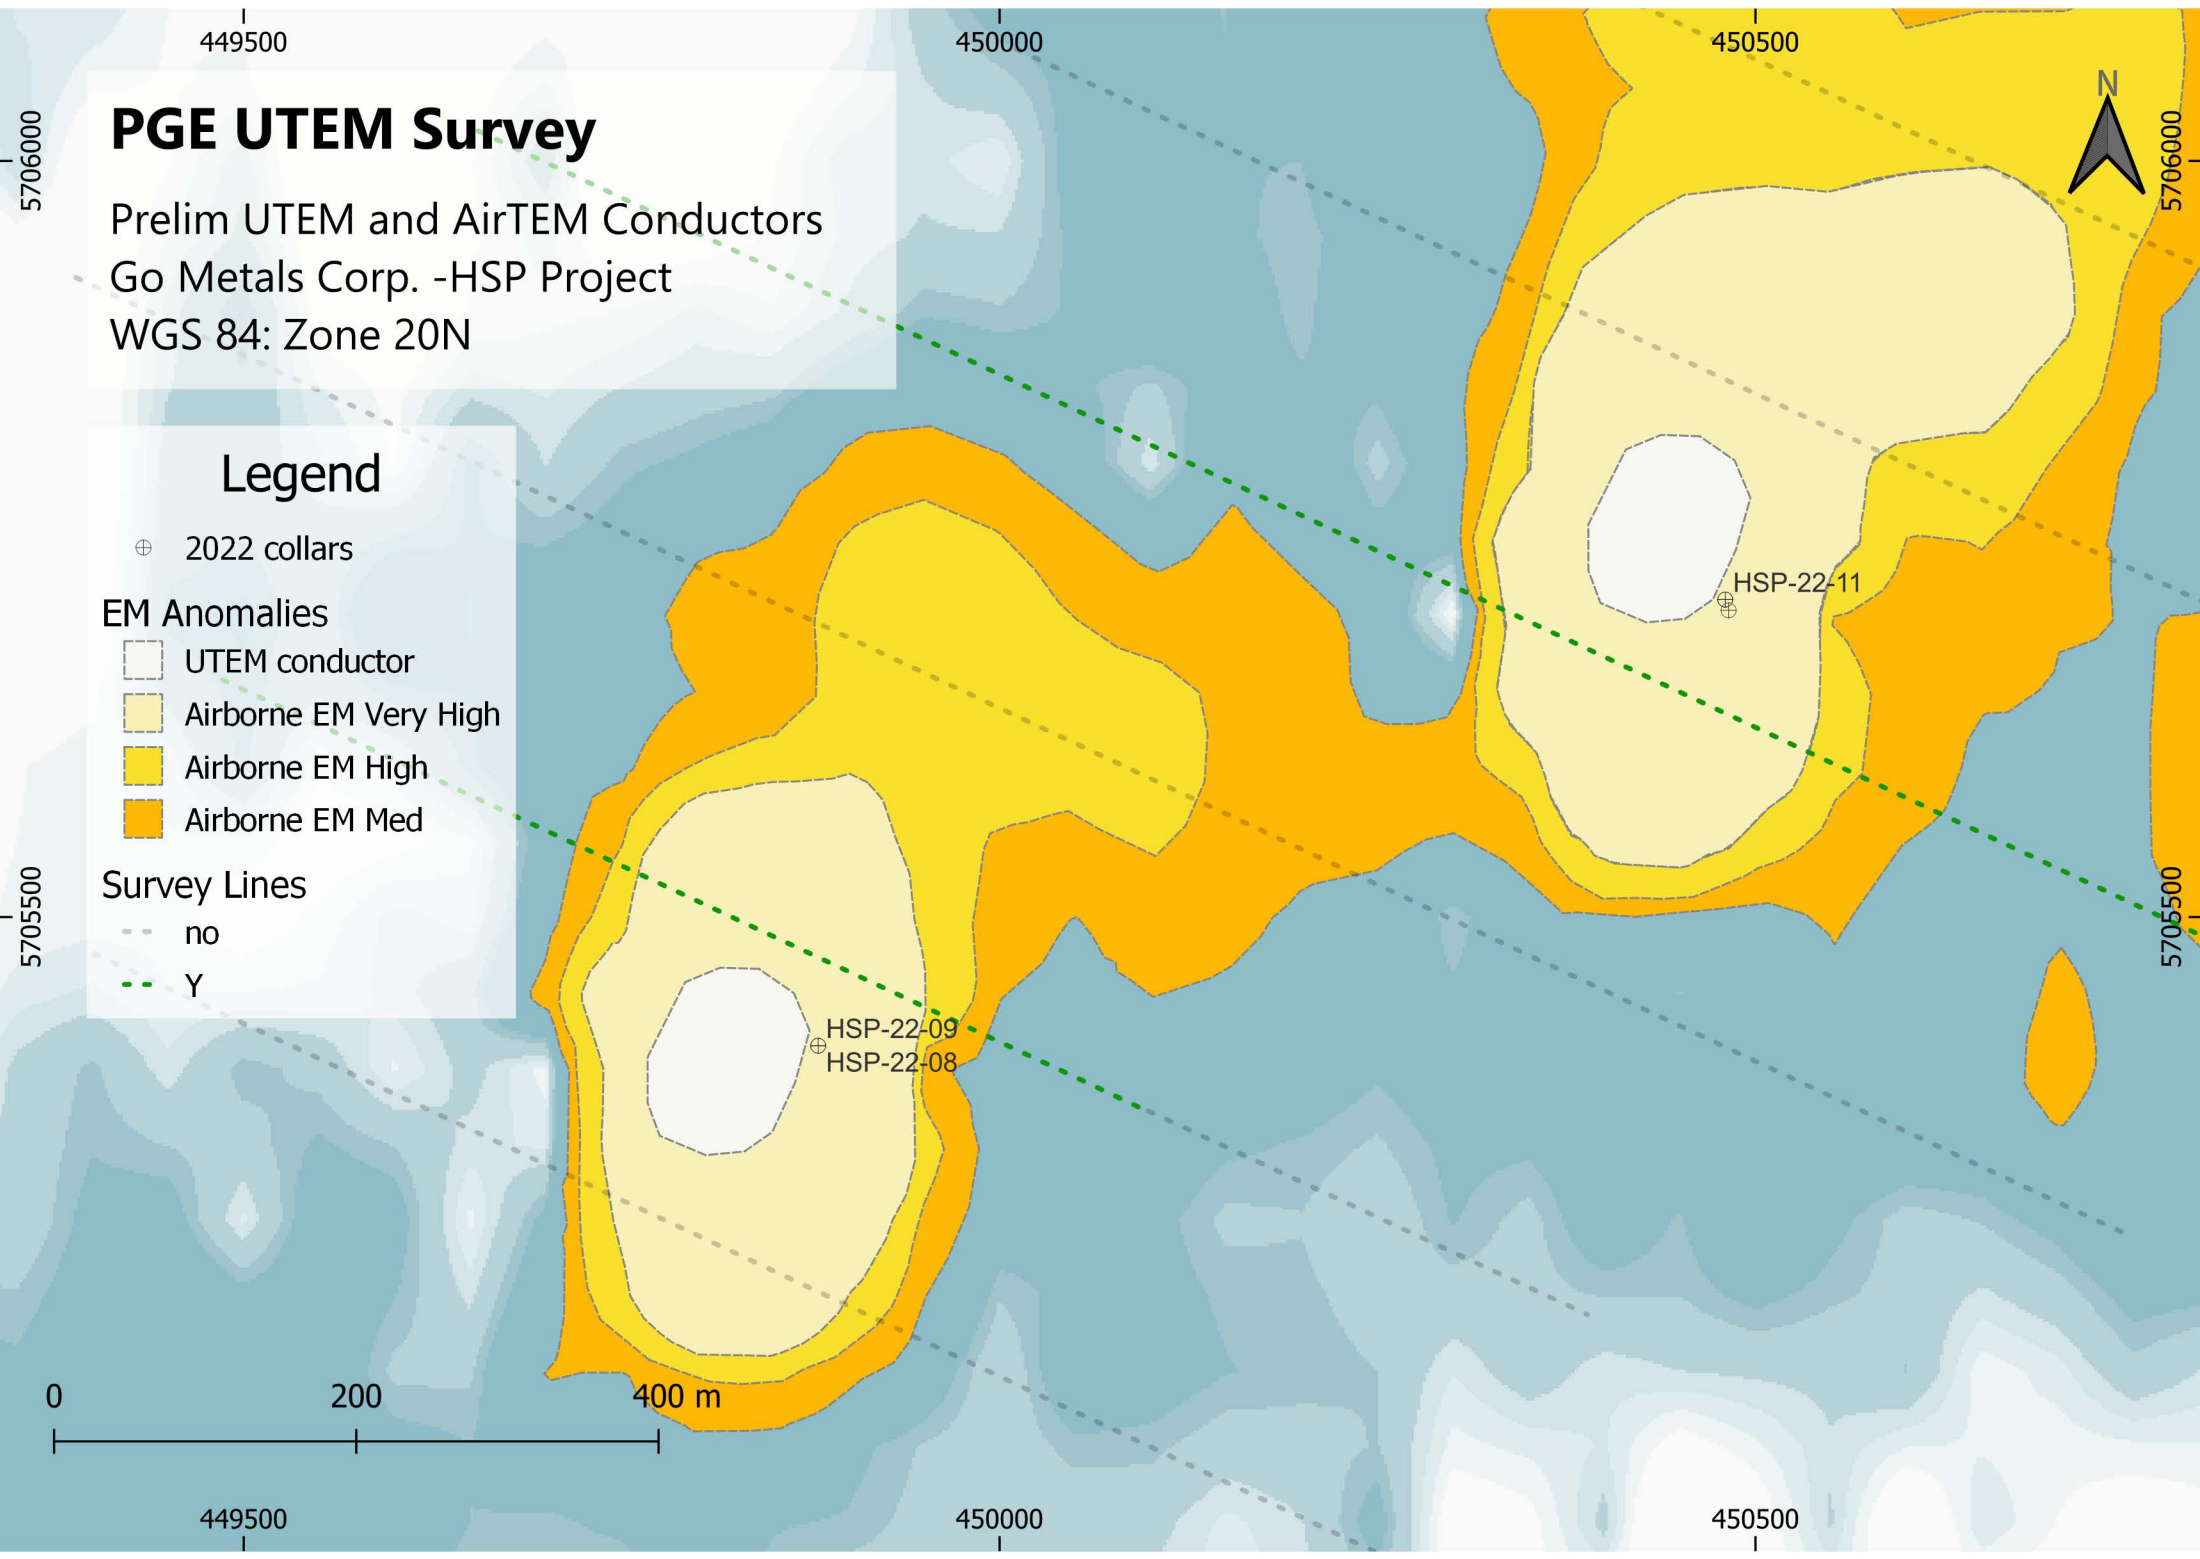 449500
450000
450500
N
5706000
5706000
PGE UTEM Survey
Prelim UTEM and AirTEM Conductors
Go Metals Corp. -HSP Project
WGS 84: Zone 20N
Legend
2022 collars
EM Anomalies
UTEM conductor
Airborne EM Very High
Airborne EM High
Airborne EM Med
Survey Lines
no
Y
HSP-22-11
5705500
5705500
HSP-22-09
HSP-22-08
0 200 400 m
449500
450000
450500